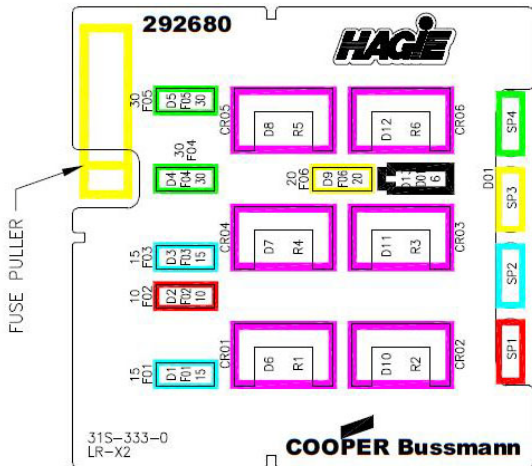 292680
HAGIE
30
F05
D5
F05
30
CR05
D8
R5
D12
R6
CR06
SP4
30
F04
D4
F04
30
20
F06
D9
F06
20
D13
D01
6
D01
SP3
FUSE PULLER
15
F03
D3
F03
15
CR04
D7
R4
D11
R3
CR03
SP2
10
F02
D2
F02
10
15
F01
D1
F01
15
CR01
D6
R1
D10
R2
CR02
SP1
31S-333-0
LR-X2
COOPER Bussmann